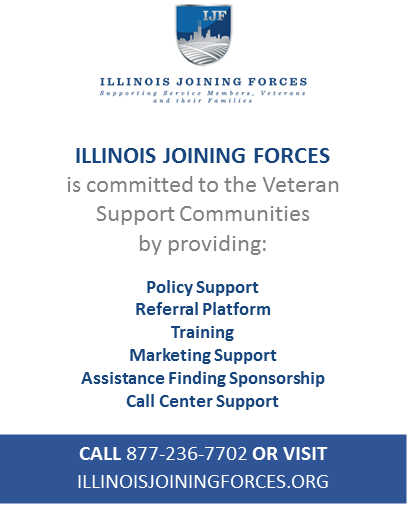 IJF
ILLINOIS JOINING FORCES
Supporting Service Members, Veterans
and their Families
ILLINOIS JOINING FORCES
is committed to the Veteran
Support Communities
by providing:
Policy Support
Referral Platform
Training
Marketing Support
Assistance Finding Sponsorship
Call Center Support
CALL 877-236-7702 OR VISIT
ILLINOISJOININGFORCES.ORG